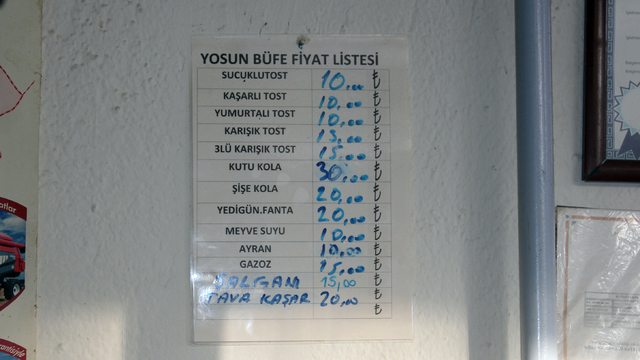 YOSUN BÜFE FİYAT LİSTESİ
SUCUKLUTOST 10,00 ₺
KAŞARLI TOST 10,00 ₺
YUMURTALI TOST 10,00 ₺
KARIŞIK TOST 13,00 ₺
3LÜ KARIŞIK TOST 15,00 ₺
KUTU KOLA 30,00 ₺
ŞİŞE KOLA 20,00 ₺
YEDİGÜN.FANTA 20,00 ₺
MEYVE SUYU 10,00 ₺
AYRAN 10,00 ₺
GAZOZ 15,00 ₺
ŞALGAM 15,00 ₺
TAVA KAŞAR 20,00 ₺
₺